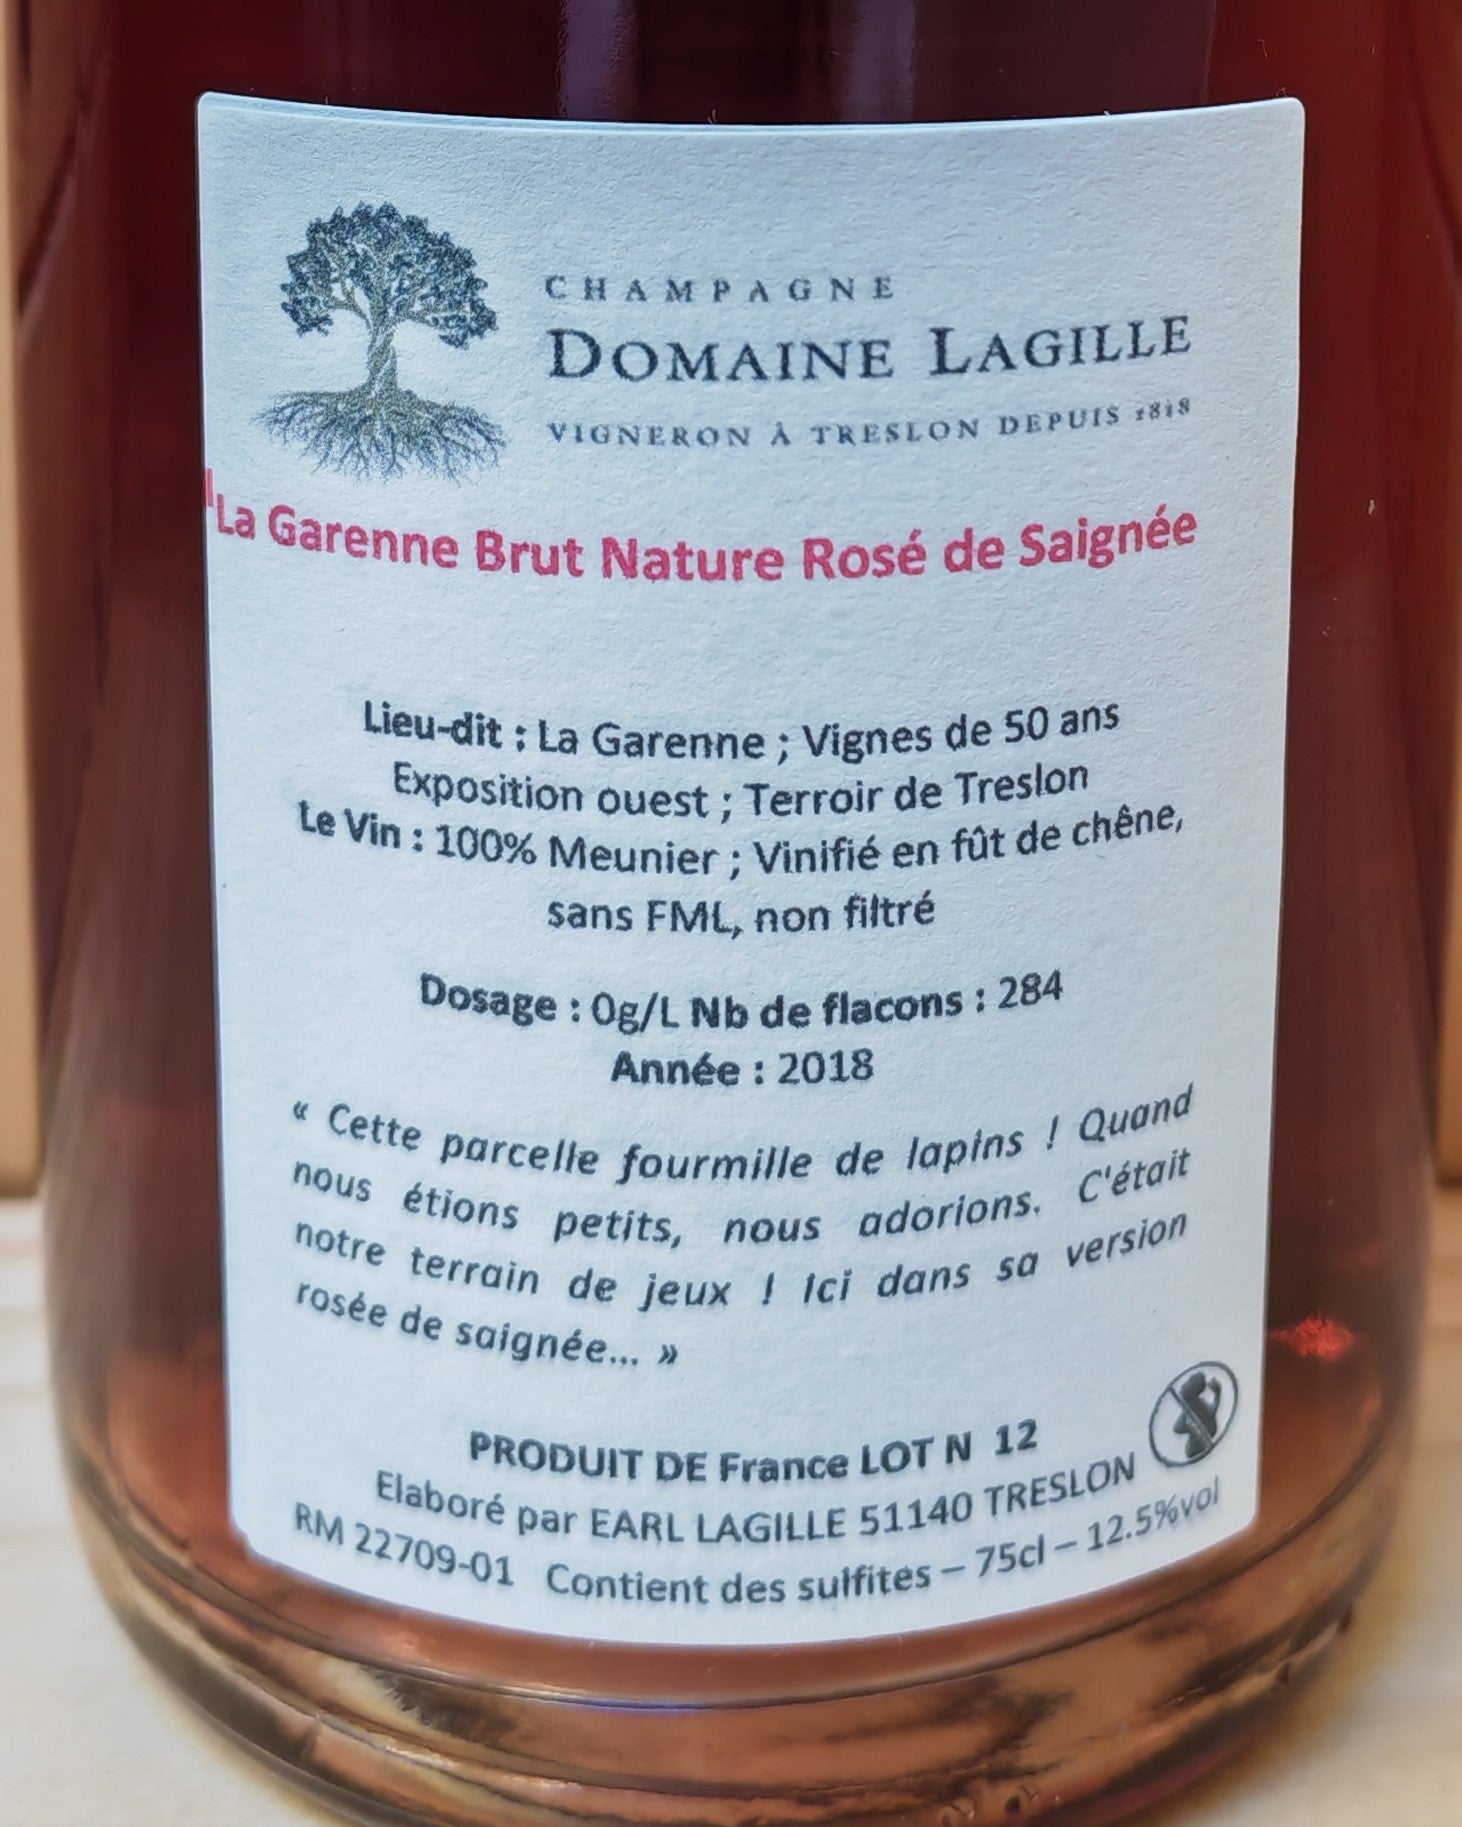 CHAMPAGNE
DOMAINE LAGILLE
VIGNERON À TRESLON DEPUIS 1818
La Garenne Brut Nature Rosé de Saignée
Lieu-dit : La Garenne ; Vignes de 50 ans
Exposition ouest ; Terroir de Treslon
Le Vin : 100% Meunier ; Vinifié en fût de chêne,
sans FML, non filtré
Dosage : 0g/L Nb de flacons : 284
Année : 2018
« Cette parcelle fourmille de lapins ! Quand
nous étions petits, nous adorions. C'était
notre terrain de jeux ! Ici dans sa version
rosée de saignée... »
PRODUIT DE France LOT N 12
Elaboré par EARL LAGILLE 51140 TRESLON
RM 22709-01 Contient des sulfites – 75cl – 12.5%vol